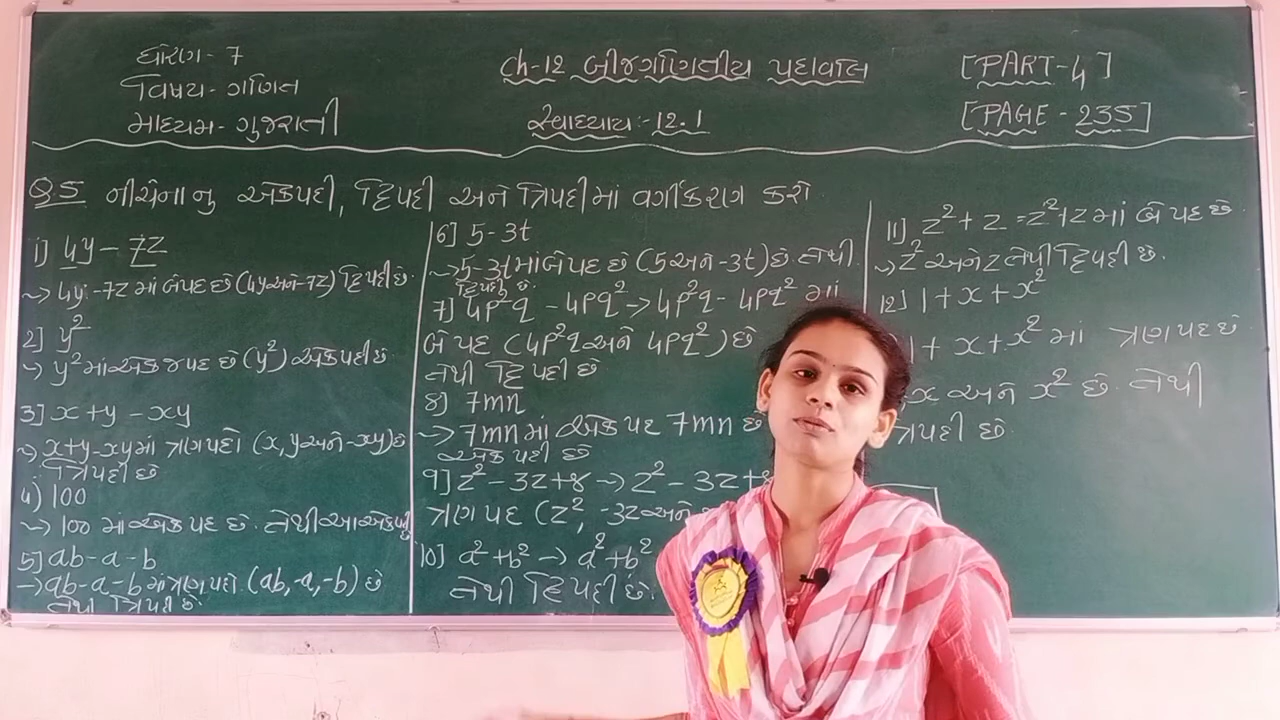 ધોરણ - 7
વિષય - ગણિત
માધ્યમ - ગુજરાતી
Ch-12 બીજગણિતીય પદાવલિ
સ્વાધ્યાય :- 12.1
[PART-4]
[PAGE - 235]
Q.5 નીચેનાનુ એકપદી, દ્વિપદી અને ત્રિપદીમાં વર્ગીકરણ કરો
1) 4y - 7z
→ 4y - 7z માં બે પદ છે (4y અને -7z) દ્વિપદી છે.
2] y²
→ y² માં એક જ પદ છે (y²) એકપદી છે.
3] x + y - xy
→ x+y-xy માં ત્રણ પદો (x, y અને -xy) છે
ત્રિપદી છે
4) 100
→ 100 માં એક પદ છે. તેથી આ એકપદી
5] ab - a - b
→ ab - a - b માં ત્રણ પદો (ab, -a, -b) છે
તેથી ત્રિપદી છે.
6] 5 - 3t
→ 5-3t માં બે પદ છે (5 અને -3t) છે. તેથી
દ્વિપદી છે.
7] 4p²q - 4pq² → 4p²q - 4pq² માં
બે પદ (4p²q અને 4pq²) છે
તેથી દ્વિપદી છે.
8] 7mn
→ 7mn માં એક પદ 7mn છે
એક પદી છે.
9] z² - 3z + 8 → z² - 3z + 8
ત્રણ પદ (z², -3z અને
10] a² + b² → a² + b²
તેથી દ્વિપદી છે.
11] z² + z = z² + z માં બે પદ છે.
→ z² અને z તેથી દ્વિપદી છે.
12] 1 + x + x²
1 + x + x² માં ત્રણ પદ છે.
x અને x² છે. તેથી
ત્રિપદી છે.